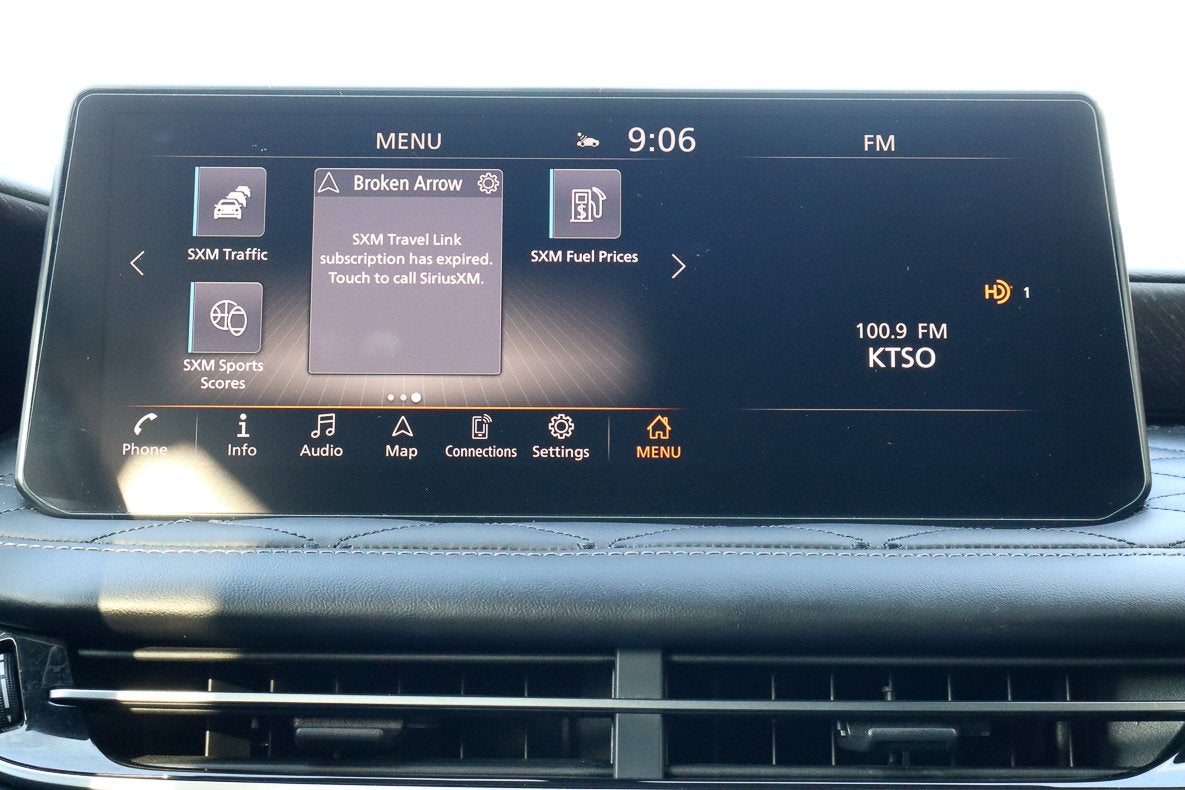 MENU
9:06
FM
SXM Traffic
Broken Arrow
SXM Travel Link
subscription has expired.
Touch to call SiriusXM.
$
SXM Fuel Prices
SXM Sports
Scores
HD 1
100.9 FM
KTSO
Phone
Info
Audio
Map
Connections
Settings
MENU